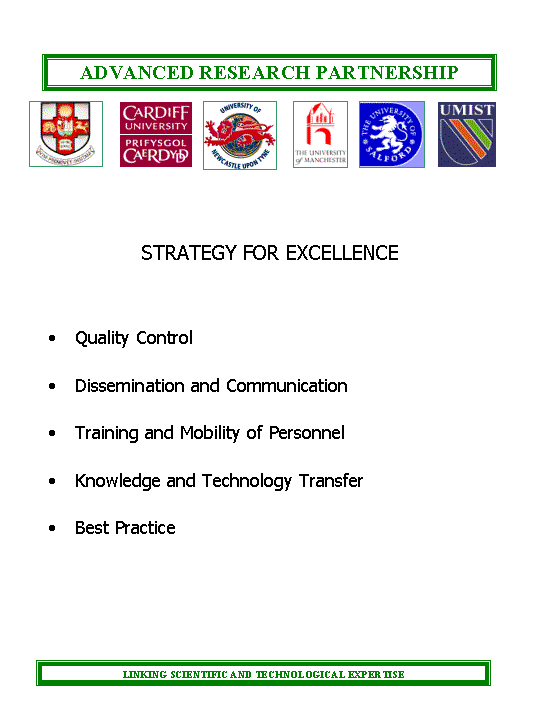 ADVANCED RESEARCH PARTNERSHIP
CARDIFF
UNIVERSITY
PRIFYSGOL
CAERDYDD
UNIVERSITY OF
NEWCASTLE UPON TYNE
THE UNIVERSITY
of MANCHESTER
THE UNIVERSITY OF
SALFORD
UMIST
STRATEGY FOR EXCELLENCE
• Quality Control
• Dissemination and Communication
• Training and Mobility of Personnel
• Knowledge and Technology Transfer
• Best Practice
LINKING SCIENTIFIC AND TECHNOLOGICAL EXPERTISE